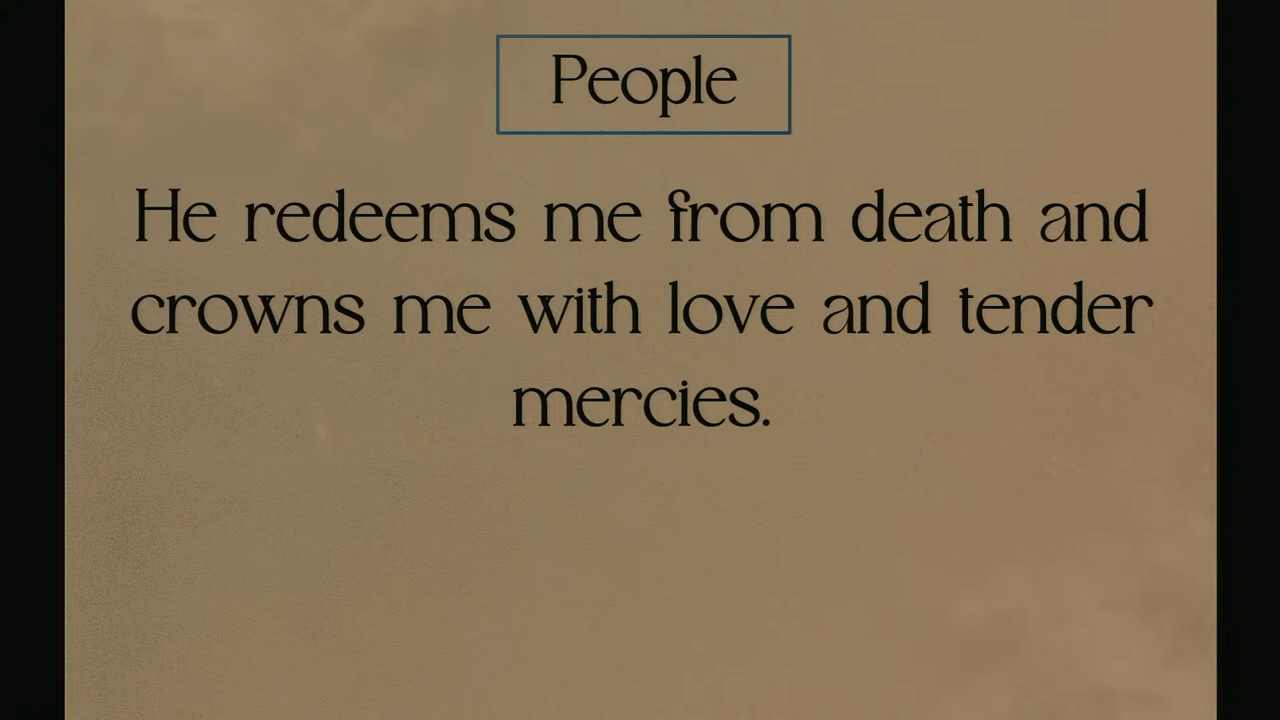 People
He redeems me from death and
crowns me with love and tender
mercies.